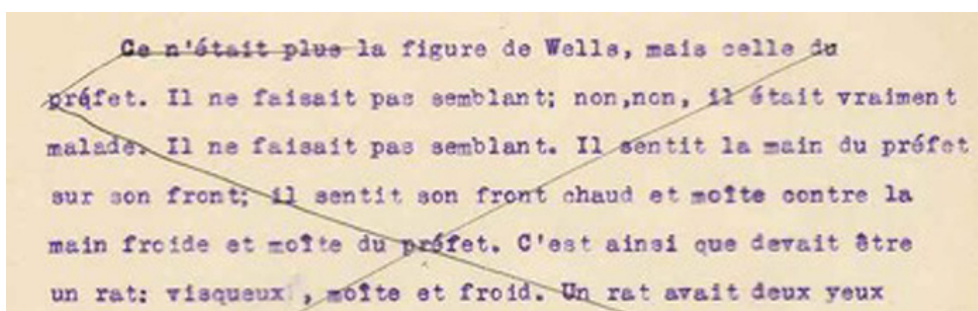 Ce n'était plus la figure de Wells, mais celle du
préfet. Il ne faisait pas semblant; non,non, il était vraiment
malade. Il ne faisait pas semblant. Il sentit la main du préfet
sur son front; il sentit son front chaud et moîte contre la
main froide et moîte du préfet. C'est ainsi que devait être
un rat: visqueux , moîte et froid. Un rat avait deux yeux